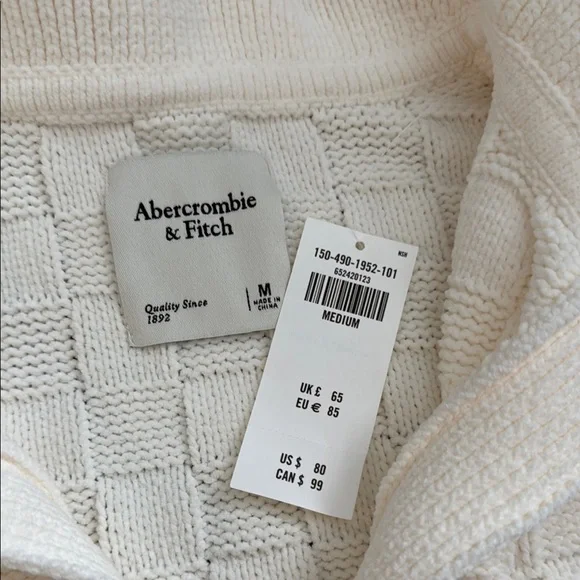 Abercrombie
& Fitch
Quality Since
1892
M
MADE IN
CHINA
NSH
150-490-1952-101
652420123
MEDIUM
UK £ 65
EU € 85
US $ 80
CAN $ 99